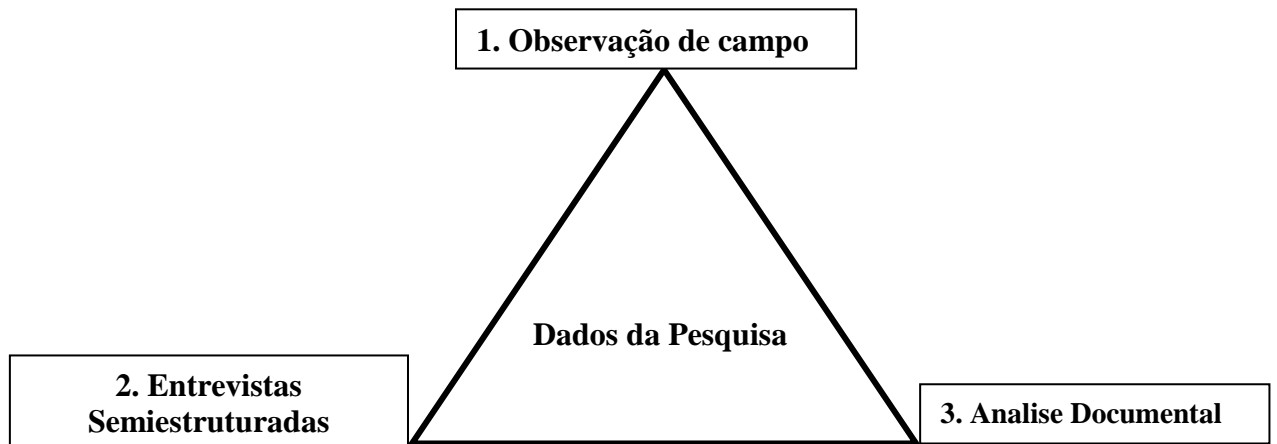 1. Observação de campo
Dados da Pesquisa
2. Entrevistas
Semiestruturadas
3. Analise Documental